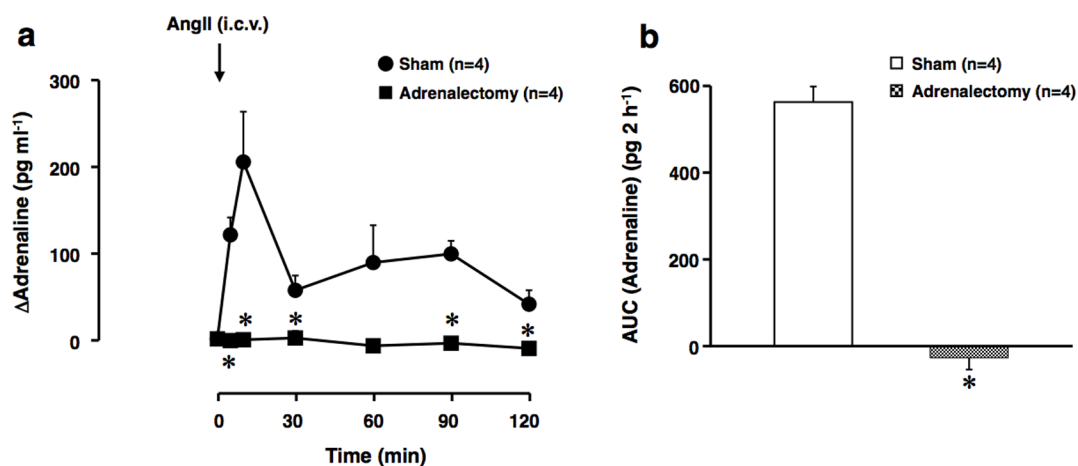 a
AngII (i.c.v.)
Sham (n=4)
Adrenalectomy (n=4)
ΔAdrenaline (pg ml⁻¹)
300
200
100
0
*
*
*
*
*
0 30 60 90 120
Time (min)
b
Sham (n=4)
Adrenalectomy (n=4)
AUC (Adrenaline) (pg 2 h⁻¹)
600
400
200
0
*